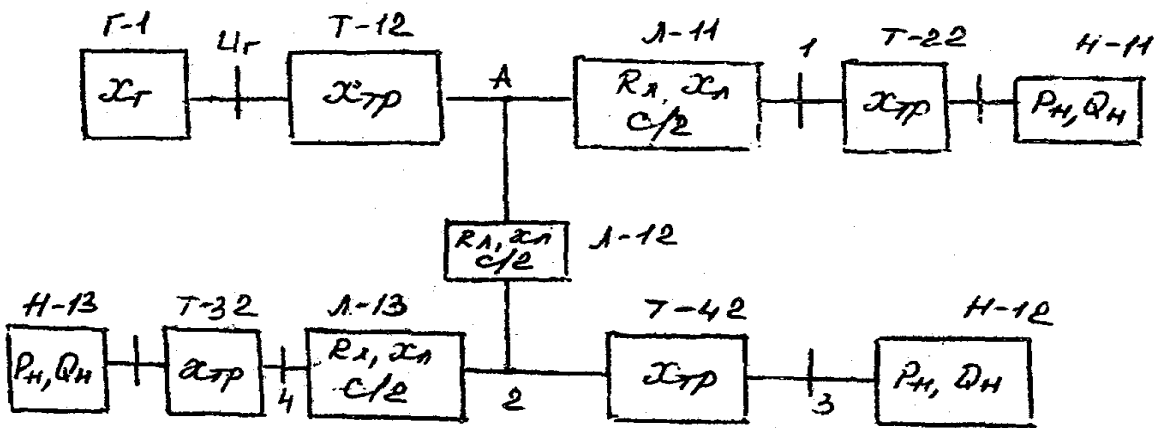 Г-1
Uг
Т-12
Л-11
1
Т-22
Н-11
xг
xтр
А
Rл, xл
С/2
xтр
Pн, Qн
Rл, xл
С/2
Л-12
Н-13
Т-32
Л-13
Т-42
Н-12
Pн, Qн
xтр
4
Rл, xл
С/2
2
xтр
3
Pн, Qн